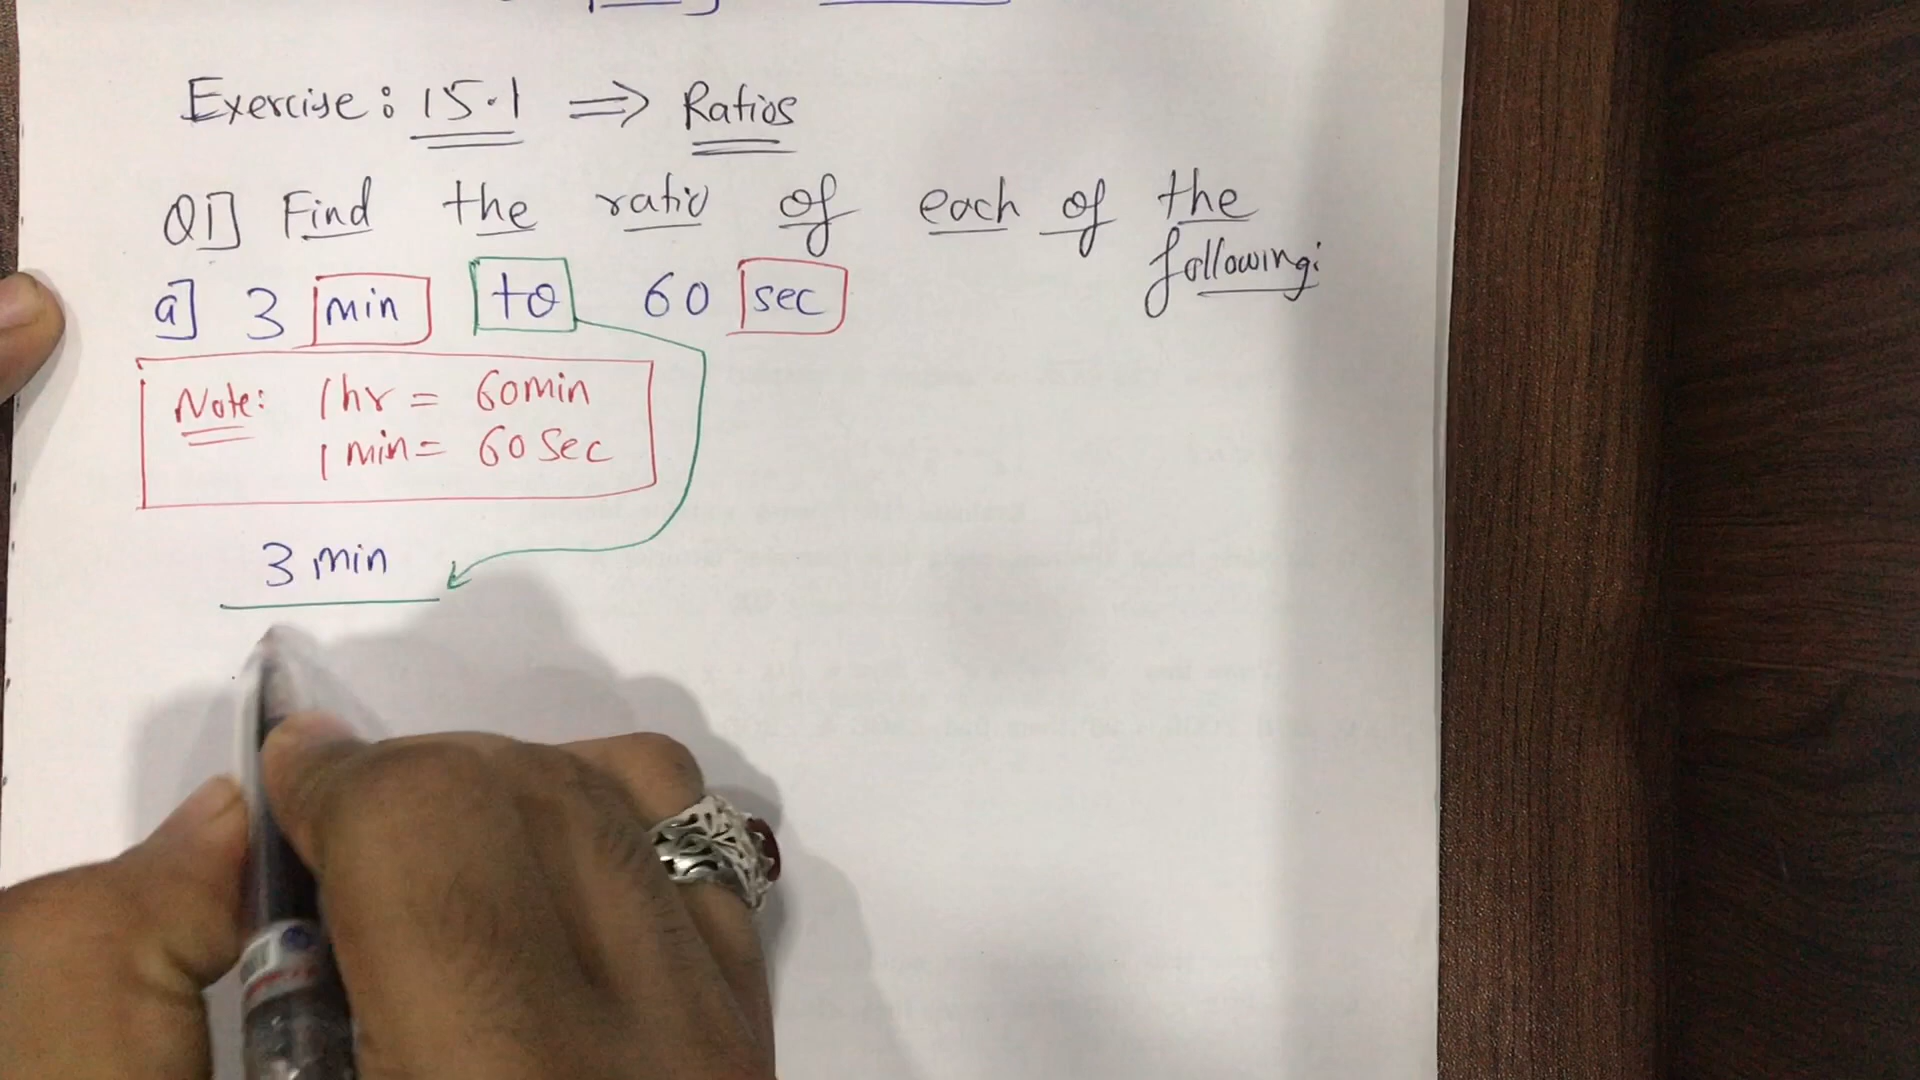 Exercise: 15.1 ⇒ Ratios
Q1] Find the ratio of each of the
following:
a] 3 min to 60 sec
Note: 1hr = 60min
1 min = 60 Sec
3 min